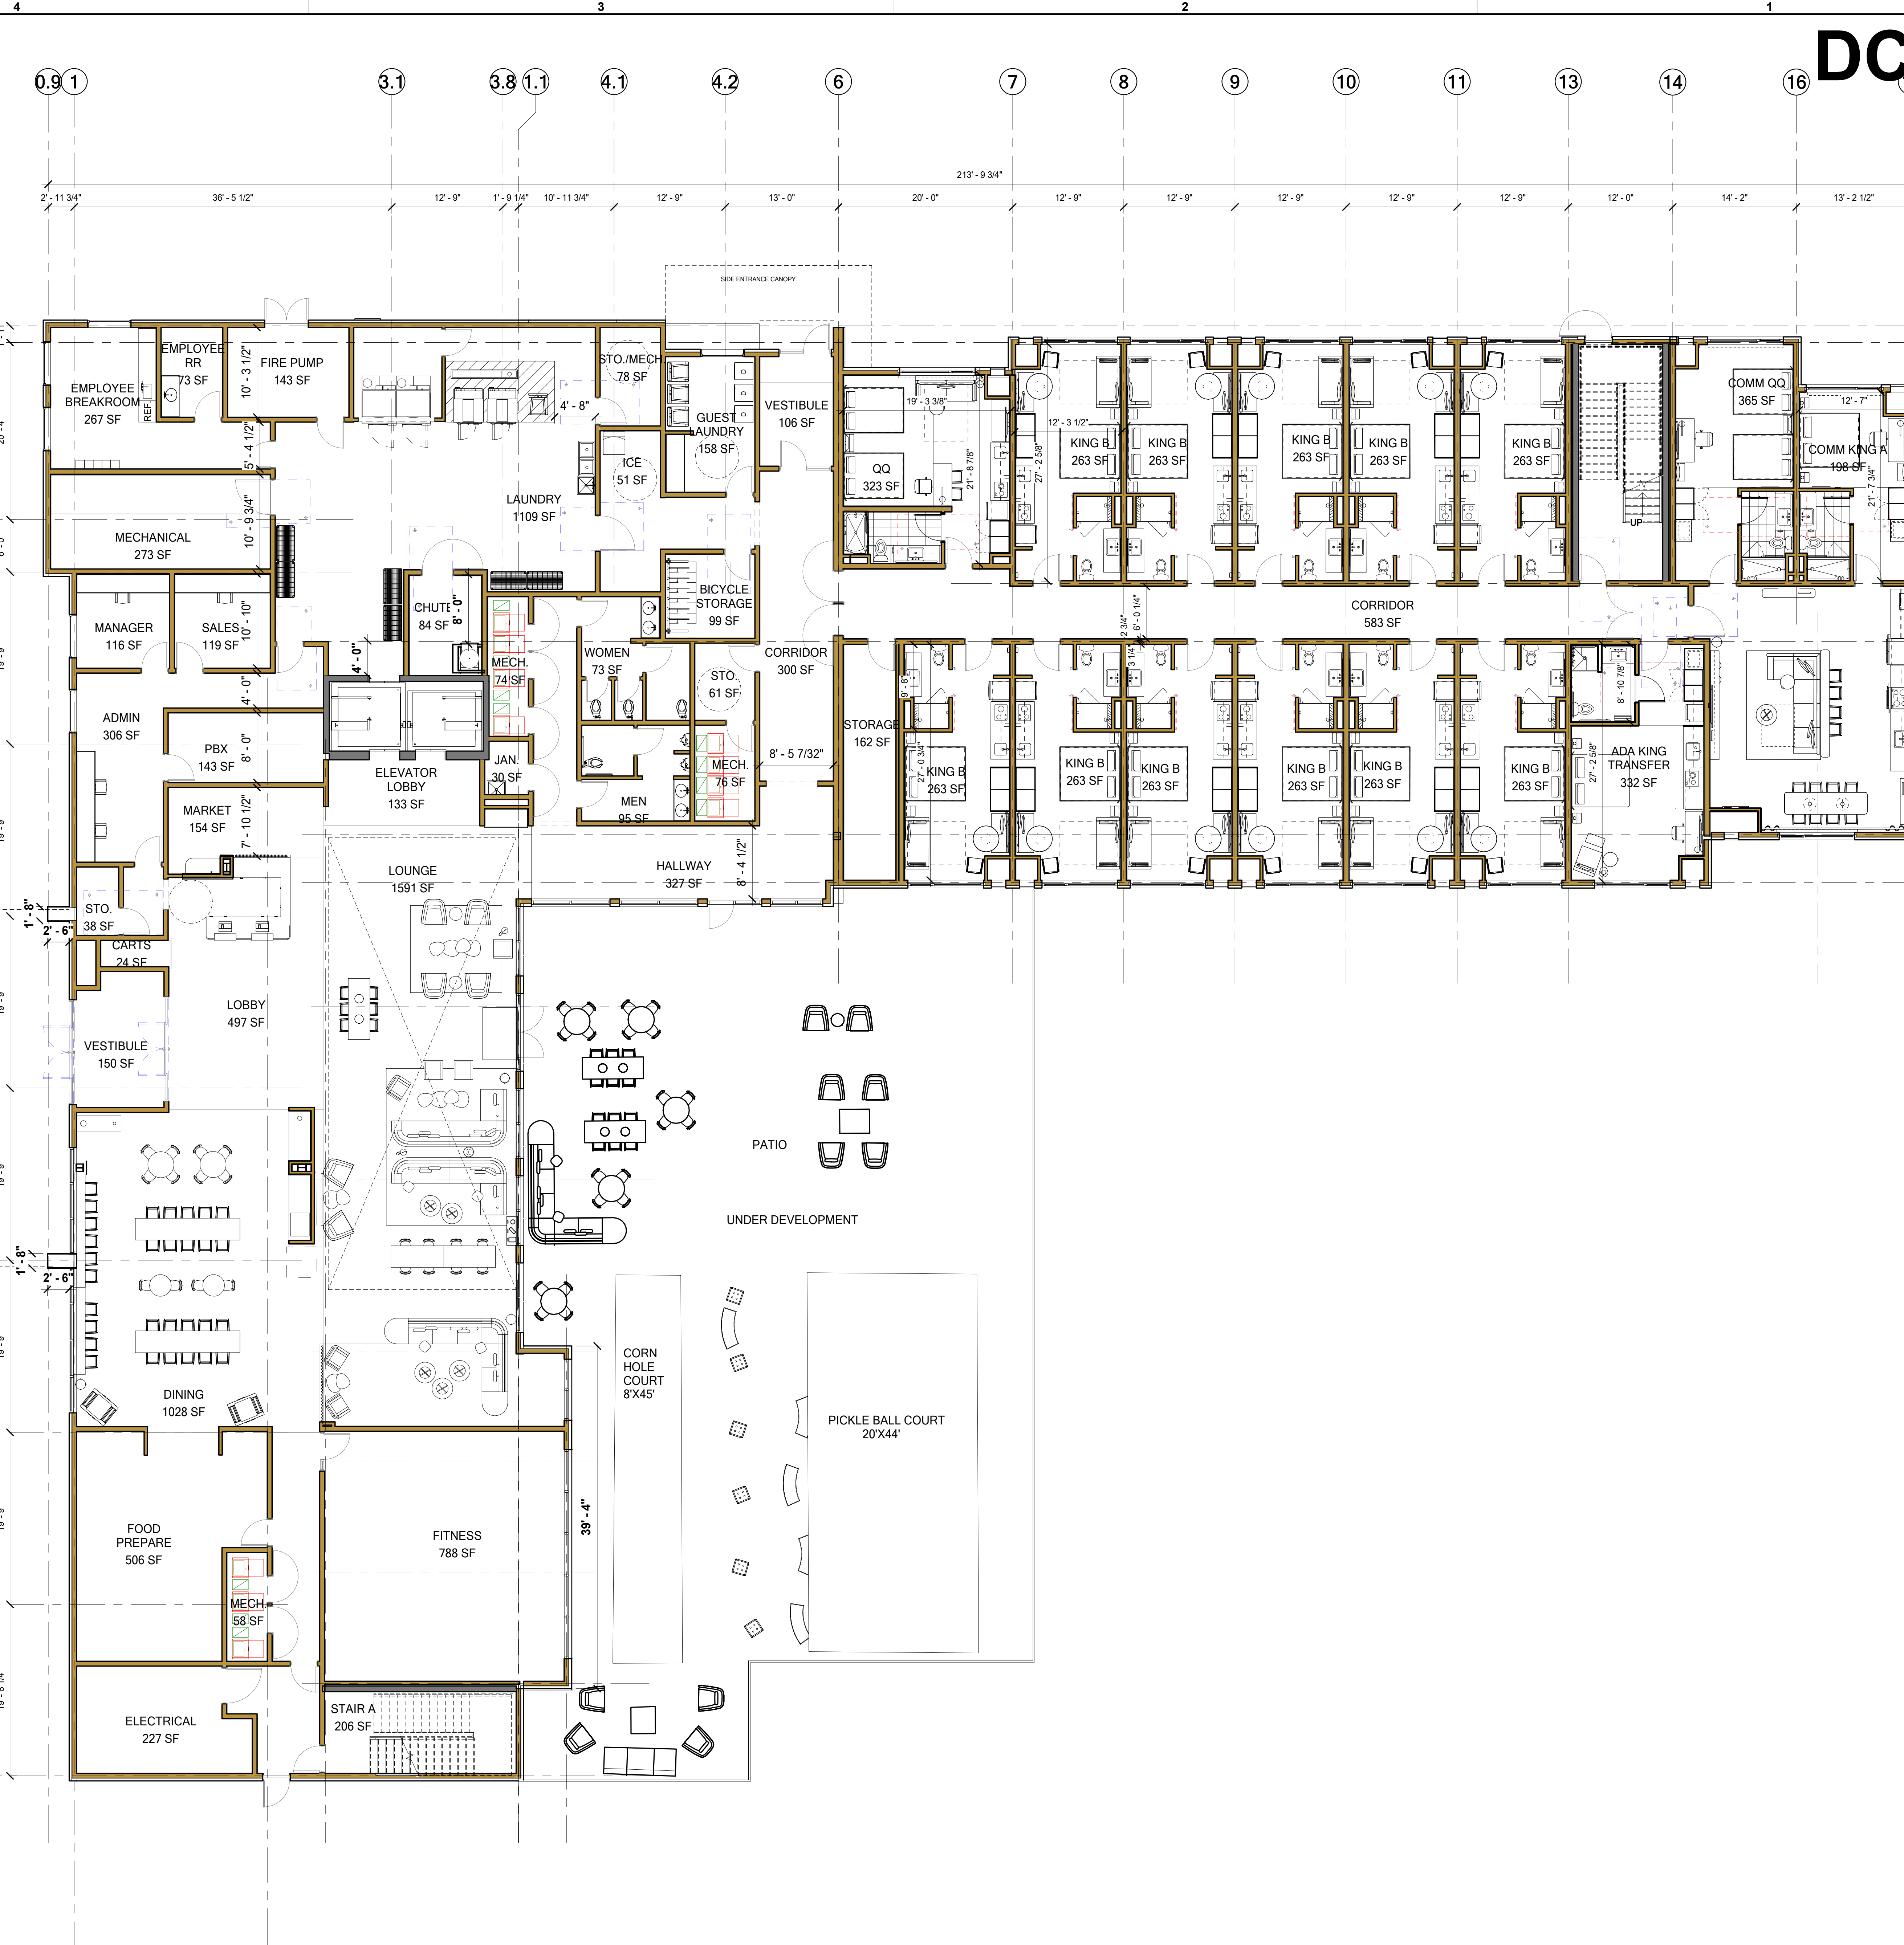 4 3 2 1
DC
0.9 1 3.1 3.8 1.1 4.1 4.2 6 7 8 9 10 11 13 14 16
213' - 9 3/4"
2' - 11 3/4" 36' - 5 1/2" 12' - 9" 1' - 9 1/4" 10' - 11 3/4" 12' - 9" 13' - 0" 20' - 0" 12' - 9" 12' - 9" 12' - 9" 12' - 9" 12' - 9" 12' - 0" 14' - 2" 13' - 2 1/2"
SIDE ENTRANCE CANOPY
EMPLOYEE
BREAKROOM
267 SF
REF.
EMPLOYEE
RR
73 SF
10' - 3 1/2"
FIRE PUMP
143 SF
5' - 4 1/2"
4' - 8"
STO./MECH
78 SF
GUEST
LAUNDRY
158 SF
VESTIBULE
106 SF
ICE
51 SF
LAUNDRY
1109 SF
MECHANICAL
273 SF
10' - 9 3/4"
MANAGER
116 SF
SALES
119 SF
10' - 10"
CHUTE
84 SF
8' - 0"
4' - 0"
4' - 0"
MECH.
74 SF
WOMEN
73 SF
BICYCLE
STORAGE
99 SF
STO.
61 SF
CORRIDOR
300 SF
ADMIN
306 SF
PBX
143 SF
8' - 0"
MARKET
154 SF
7' - 10 1/2"
ELEVATOR
LOBBY
133 SF
JAN.
30 SF
MEN
95 SF
MECH.
76 SF
8' - 5 7/32"
LOUNGE
1591 SF
HALLWAY
327 SF
8' - 4 1/2"
STO.
38 SF
CARTS
24 SF
1' - 8"
2' - 6"
LOBBY
497 SF
VESTIBULE
150 SF
1' - 8"
2' - 6"
DINING
1028 SF
FOOD
PREPARE
506 SF
MECH.
58 SF
FITNESS
788 SF
39' - 4"
ELECTRICAL
227 SF
STAIR A
206 SF
PATIO
UNDER DEVELOPMENT
CORN
HOLE
COURT
8'X45'
PICKLE BALL COURT
20'X44'
19' - 3 3/8"
QQ
323 SF
21' - 8 7/8"
27' - 2 5/8"
12' - 3 1/2"
KING B
263 SF
KING B
263 SF
KING B
263 SF
KING B
263 SF
KING B
263 SF
UP
COMM QQ
365 SF
12' - 7"
COMM KING A
198 SF
21' - 7 3/4"
CORRIDOR
583 SF
6' - 0 1/4"
STORAGE
162 SF
9' - 8"
27' - 0 3/4"
KING B
263 SF
KING B
263 SF
KING B
263 SF
KING B
263 SF
KING B
263 SF
KING B
263 SF
8' - 10 7/8"
27' - 2 5/8"
ADA KING
TRANSFER
332 SF
20' - 4"
6' - 0"
19' - 9
19' - 9
19' - 9
19' - 9
19' - 9
19' - 9
19' - 8 1/4